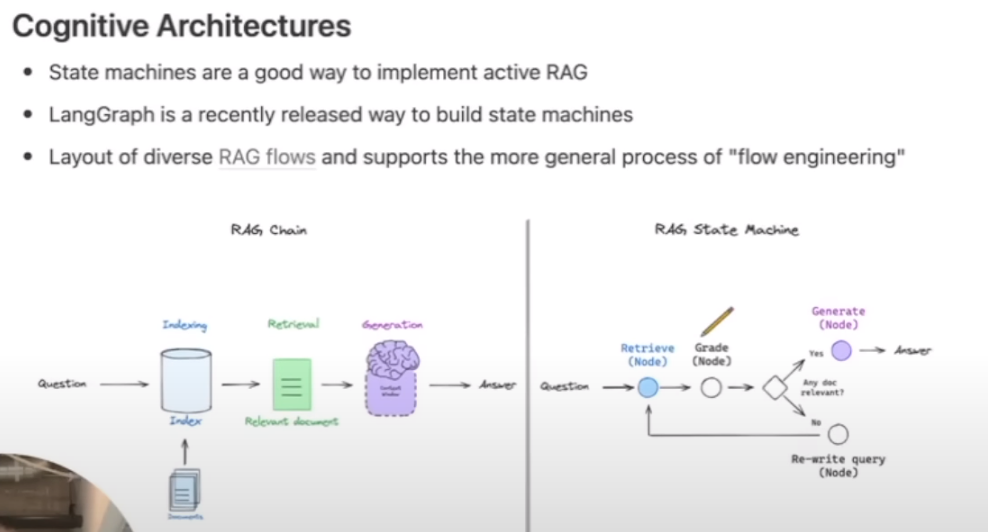 Cognitive Architectures
• State machines are a good way to implement active RAG
• LangGraph is a recently released way to build state machines
• Layout of diverse RAG flows and supports the more general process of "flow engineering"
RAG Chain
Indexing
Retrieval
Generation
Question
Context
Window
Answer
Index
Relevant document
Documents
RAG State Machine
Generate
(Node)
Retrieve
(Node)
Grade
(Node)
Yes
Answer
Question
Any doc
relevant?
No
Re-write query
(Node)